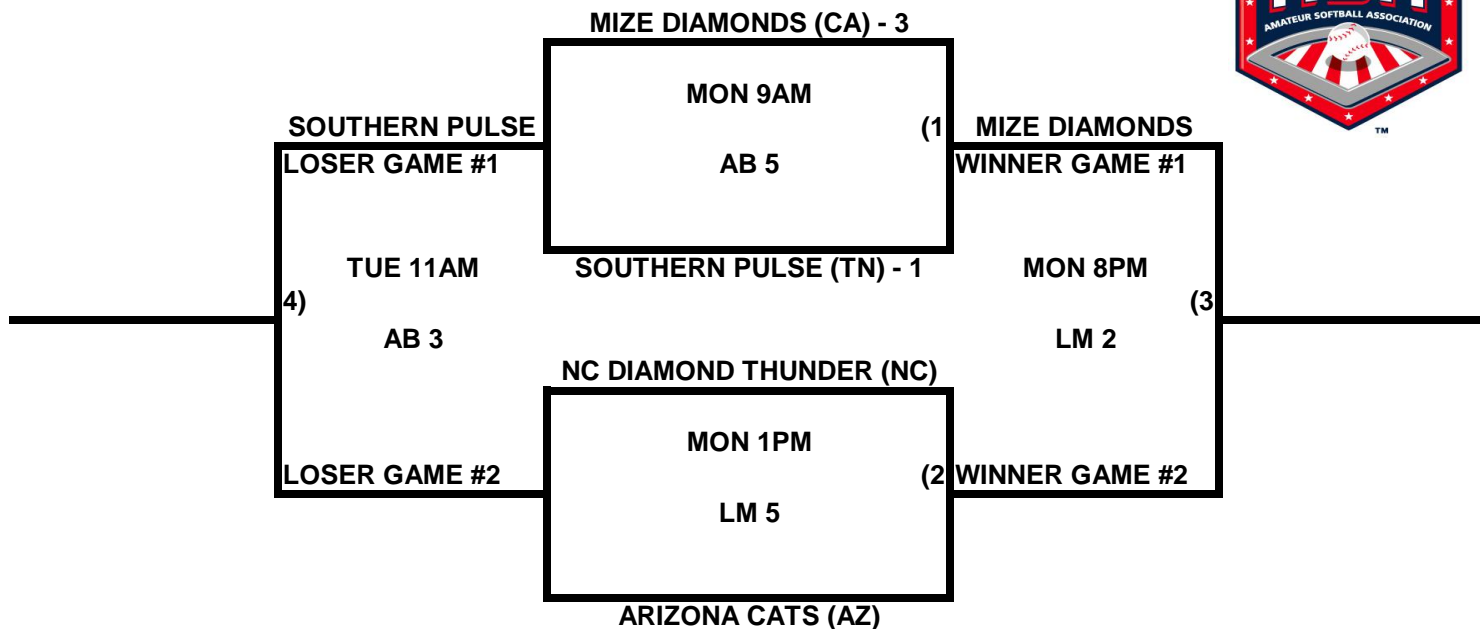 MIZE DIAMONDS (CA) - 3
AMATEUR SOFTBALL ASSOCIATION
TM
MON 9AM
SOUTHERN PULSE
(1
MIZE DIAMONDS
LOSER GAME #1
AB 5
WINNER GAME #1
TUE 11AM
SOUTHERN PULSE (TN) - 1
MON 8PM
4)
(3
AB 3
LM 2
NC DIAMOND THUNDER (NC)
MON 1PM
LOSER GAME #2
(2
WINNER GAME #2
LM 5
ARIZONA CATS (AZ)